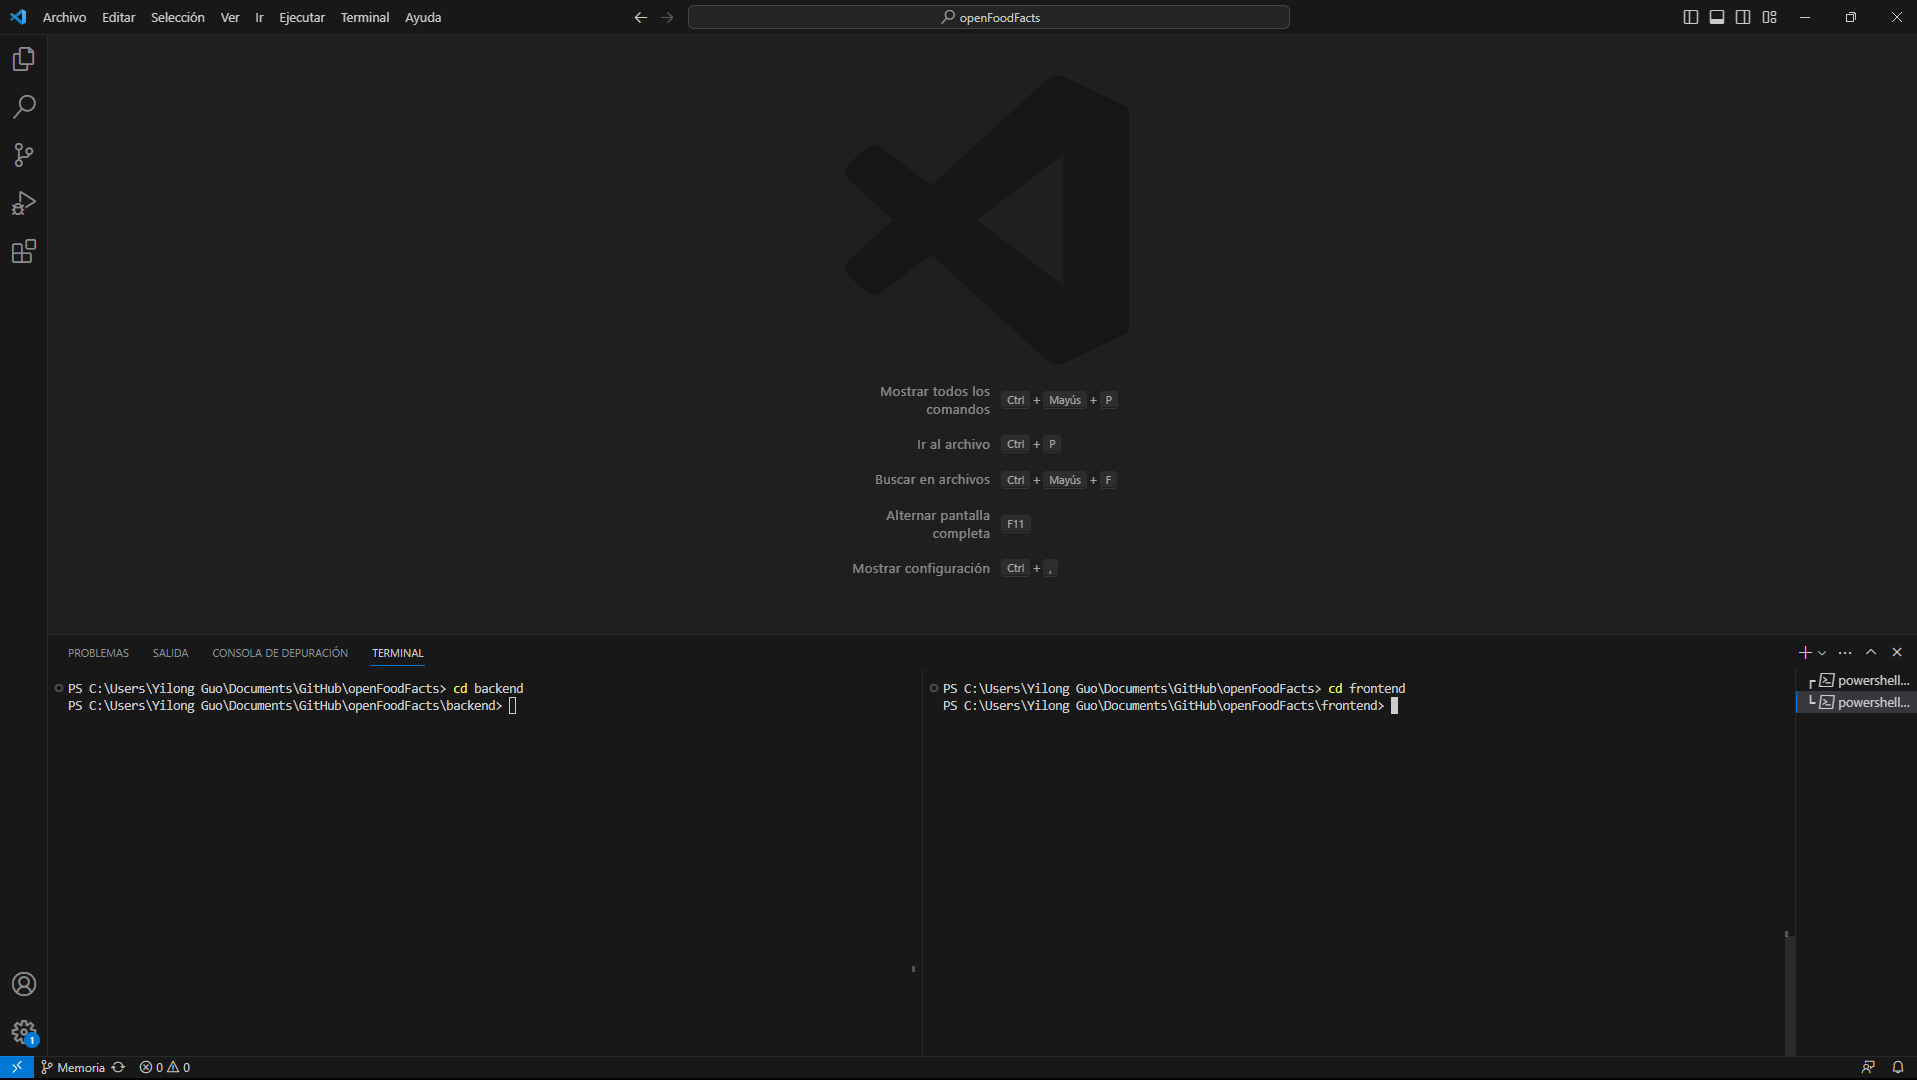 Archivo Editar Selección Ver Ir Ejecutar Terminal Ayuda openFoodFacts
Mostrar todos los
comandos Ctrl + Mayús + P
Ir al archivo Ctrl + P
Buscar en archivos Ctrl + Mayús + F
Alternar pantalla
completa F11
Mostrar configuración Ctrl + ,
PROBLEMAS SALIDA CONSOLA DE DEPURACIÓN TERMINAL
PS C:\Users\Yilong Guo\Documents\GitHub\openFoodFacts> cd backend
PS C:\Users\Yilong Guo\Documents\GitHub\openFoodFacts\backend>
PS C:\Users\Yilong Guo\Documents\GitHub\openFoodFacts> cd frontend
PS C:\Users\Yilong Guo\Documents\GitHub\openFoodFacts\frontend>
powershell...
powershell...
1
Memoria 0 0